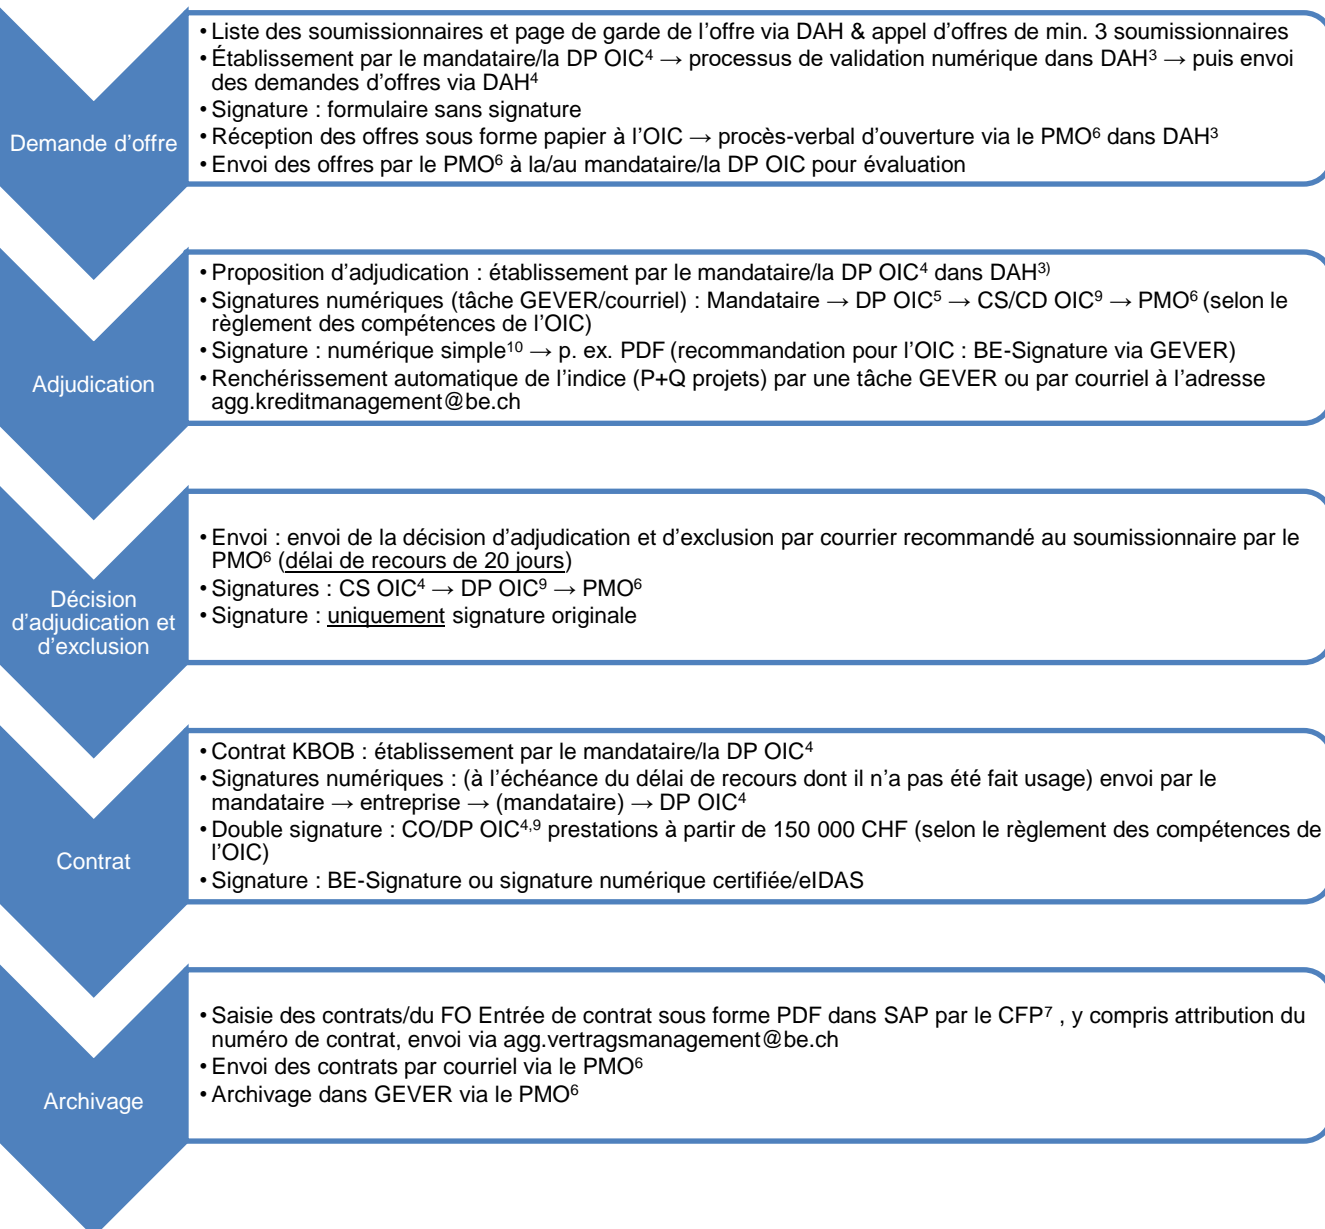 Demande d’offre
• Liste des soumissionnaires et page de garde de l’offre via DAH & appel d’offres de min. 3 soumissionnaires
• Établissement par le mandataire/la DP OIC⁴ → processus de validation numérique dans DAH³ → puis envoi
des demandes d’offres via DAH⁴
• Signature : formulaire sans signature
• Réception des offres sous forme papier à l’OIC → procès-verbal d’ouverture via le PMO⁶ dans DAH³
• Envoi des offres par le PMO⁶ à la/au mandataire/la DP OIC pour évaluation
Adjudication
• Proposition d’adjudication : établissement par le mandataire/la DP OIC⁴ dans DAH³⁾
• Signatures numériques (tâche GEVER/courriel) : Mandataire → DP OIC⁵ → CS/CD OIC⁹ → PMO⁶ (selon le
règlement des compétences de l’OIC)
• Signature : numérique simple¹⁰ → p. ex. PDF (recommandation pour l’OIC : BE-Signature via GEVER)
• Renchérissement automatique de l’indice (P+Q projets) par une tâche GEVER ou par courriel à l’adresse
agg.kreditmanagement@be.ch
Décision
d’adjudication et
d’exclusion
• Envoi : envoi de la décision d’adjudication et d’exclusion par courrier recommandé au soumissionnaire par le
PMO⁶ (délai de recours de 20 jours)
• Signatures : CS OIC⁴ → DP OIC⁹ → PMO⁶
• Signature : uniquement signature originale
Contrat
• Contrat KBOB : établissement par le mandataire/la DP OIC⁴
• Signatures numériques : (à l’échéance du délai de recours dont il n’a pas été fait usage) envoi par le
mandataire → entreprise → (mandataire) → DP OIC⁴
• Double signature : CO/DP OIC⁴,⁹ prestations à partir de 150 000 CHF (selon le règlement des compétences de
l’OIC)
• Signature : BE-Signature ou signature numérique certifiée/eIDAS
Archivage
• Saisie des contrats/du FO Entrée de contrat sous forme PDF dans SAP par le CFP⁷ , y compris attribution du
numéro de contrat, envoi via agg.vertragsmanagement@be.ch
• Envoi des contrats par courriel via le PMO⁶
• Archivage dans GEVER via le PMO⁶